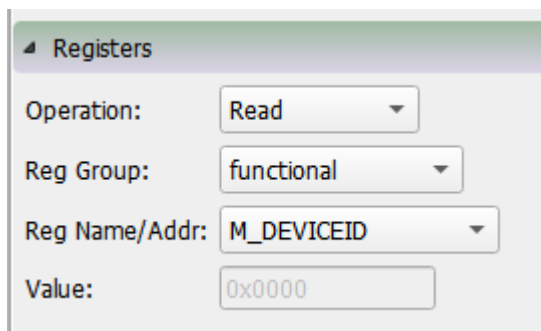 Registers
Operation: Read
Reg Group: functional
Reg Name/Addr: M_DEVICEID
Value: 0x0000